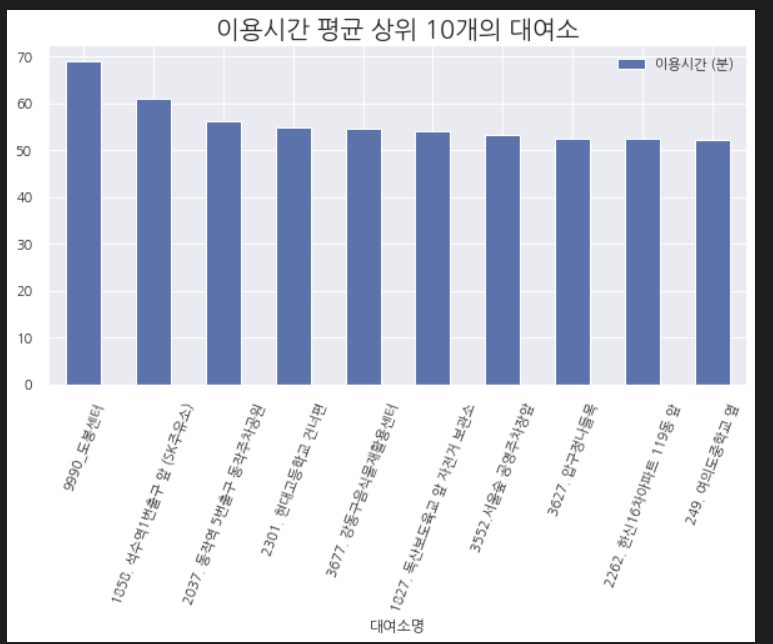 이용시간 평균 상위 10개의 대여소
이용시간 (분)
70
60
50
40
30
20
10
0
9990_도봉센터
1858. 석수역1번출구 앞 (SK주유소)
2037. 동작역 5번출구 동작주차공원
2301. 현대고등학교 건너편
3677. 강동구음식물재활용센터
1827. 독산보도육교 앞 자전거 보관소
3552.서울숲 공영주차장앞
3627. 압구정나들목
2262. 한신16차아파트 119동 앞
249. 여의도중학교 옆
대여소명